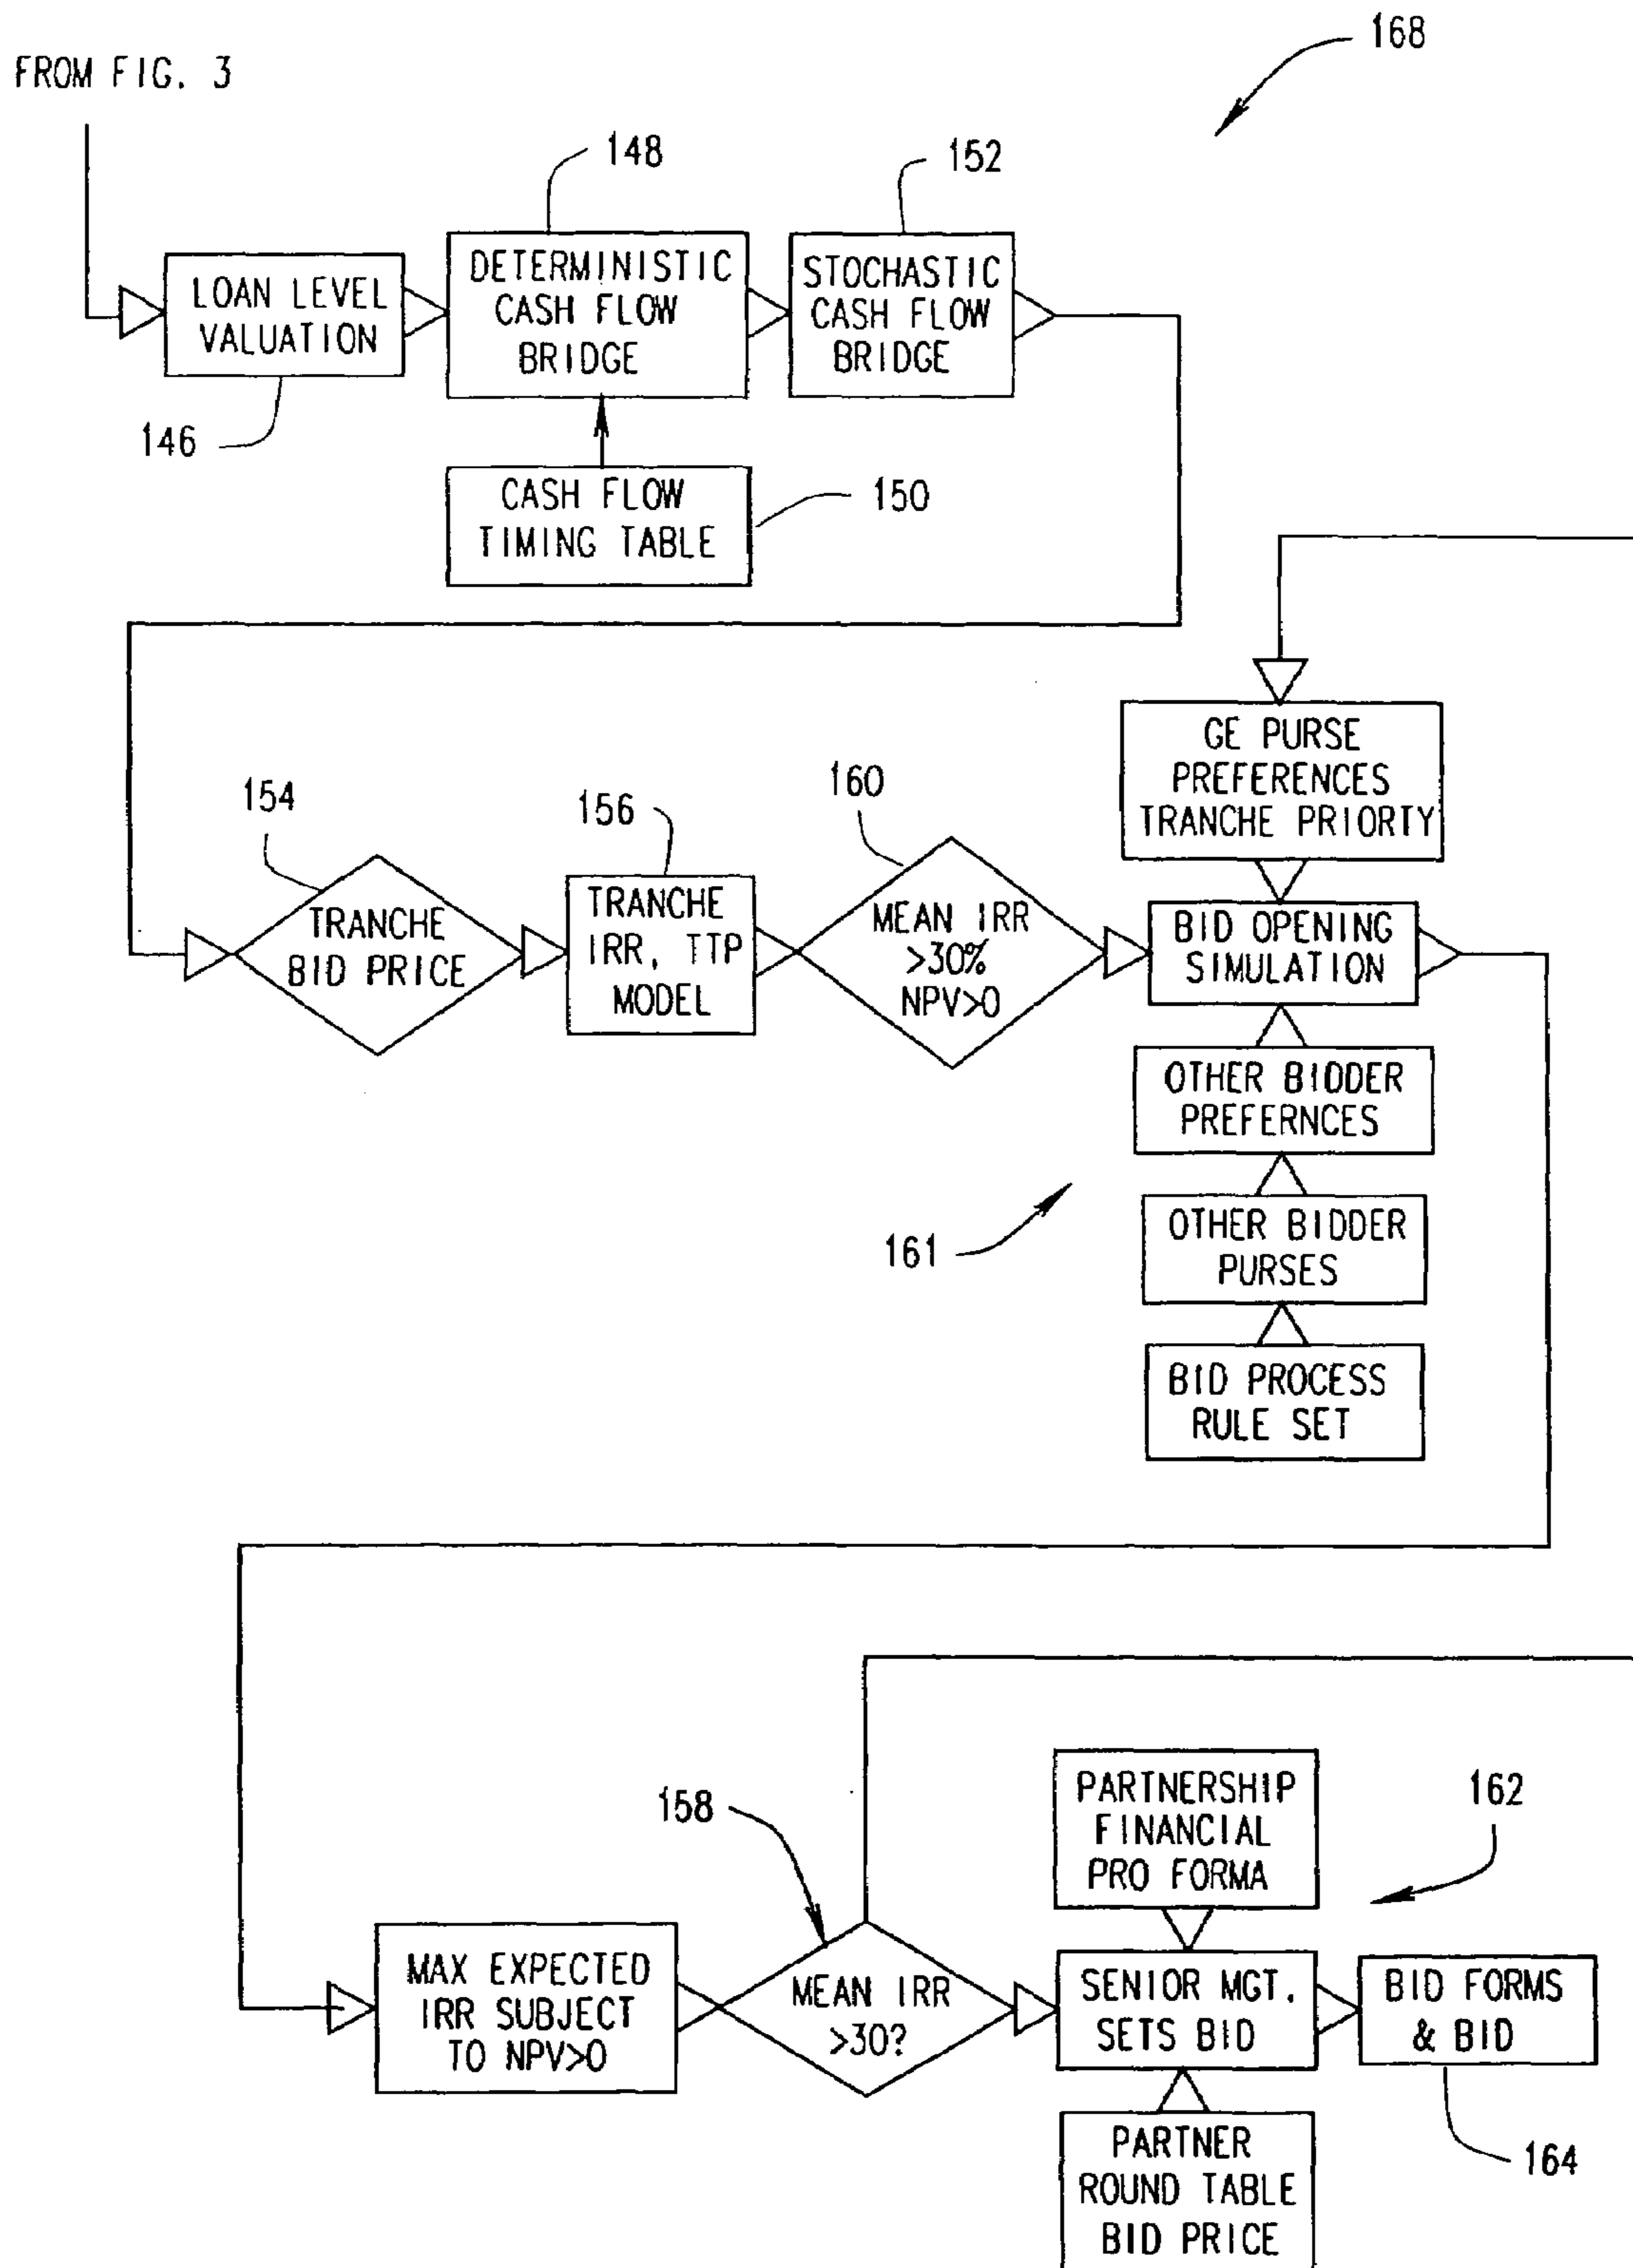 168
FROM FIG. 3
148
152
LOAN LEVEL
VALUATION
DETERMINISTIC
CASH FLOW
BRIDGE
STOCHASTIC
CASH FLOW
BRIDGE
146
CASH FLOW
TIMING TABLE
150
GE PURSE
PREFERENCES
TRANCHE PRIORTY
154
156
160
TRANCHE
BID PRICE
TRANCHE
IRR, TTP
MODEL
MEAN IRR
>30%
NPV>0
BID OPENING
SIMULATION
OTHER BIDDER
PREFERNCES
161
OTHER BIDDER
PURSES
BID PROCESS
RULE SET
158
PARTNERSHIP
FINANCIAL
PRO FORMA
162
MAX EXPECTED
IRR SUBJECT
TO NPV>0
MEAN IRR
>30?
SENIOR MGT.
SETS BID
BID FORMS
& BID
PARTNER
ROUND TABLE
BID PRICE
164